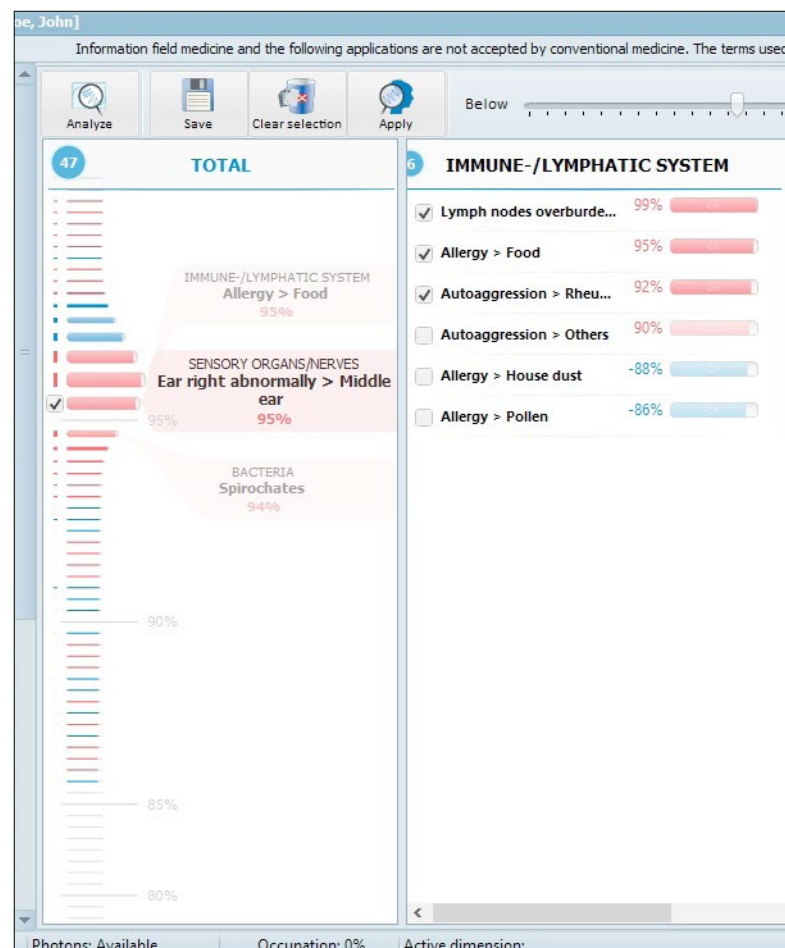 oe, John]
Information field medicine and the following applications are not accepted by conventional medicine. The terms used
Analyze
Save
Clear selection
Apply
Below
47
TOTAL
IMMUNE-/LYMPHATIC SYSTEM
Allergy > Food
95%
SENSORY ORGANS/NERVES
Ear right abnormally > Middle
ear
95%
95%
BACTERIA
Spirochates
94%
90%
85%
80%
6
IMMUNE-/LYMPHATIC SYSTEM
Lymph nodes overburde... 99%
Allergy > Food 95%
Autoaggression > Rheu... 92%
Autoaggression > Others 90%
Allergy > House dust -88%
Allergy > Pollen -86%
Photons: Available
Occupation: 0%
Active dimension: